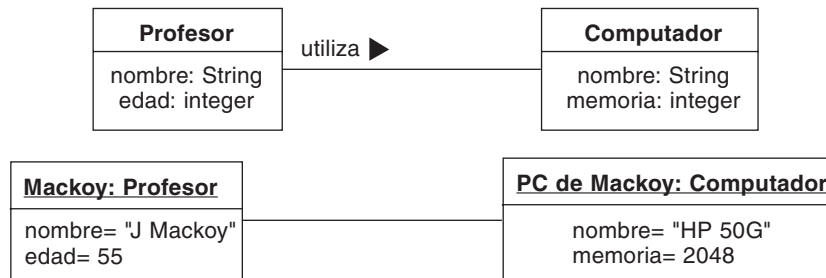 Profesor
nombre: String
edad: integer
utiliza ▶
Computador
nombre: String
memoria: integer
Mackoy: Profesor
nombre= "J Mackoy"
edad= 55
PC de Mackoy: Computador
nombre= "HP 50G"
memoria= 2048